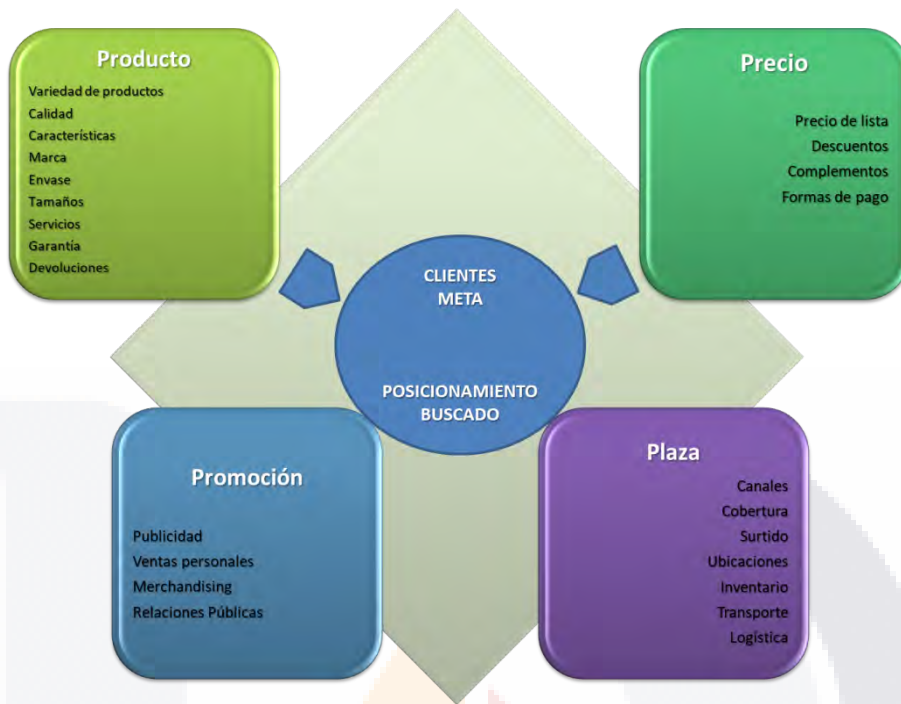 Producto
Variedad de productos
Calidad
Características
Marca
Envase
Tamaños
Servicios
Garantía
Devoluciones
Precio
Precio de lista
Descuentos
Complementos
Formas de pago
CLIENTES
META
POSICIONAMIENTO
BUSCADO
Promoción
Publicidad
Ventas personales
Merchandising
Relaciones Públicas
Plaza
Canales
Cobertura
Surtido
Ubicaciones
Inventario
Transporte
Logística